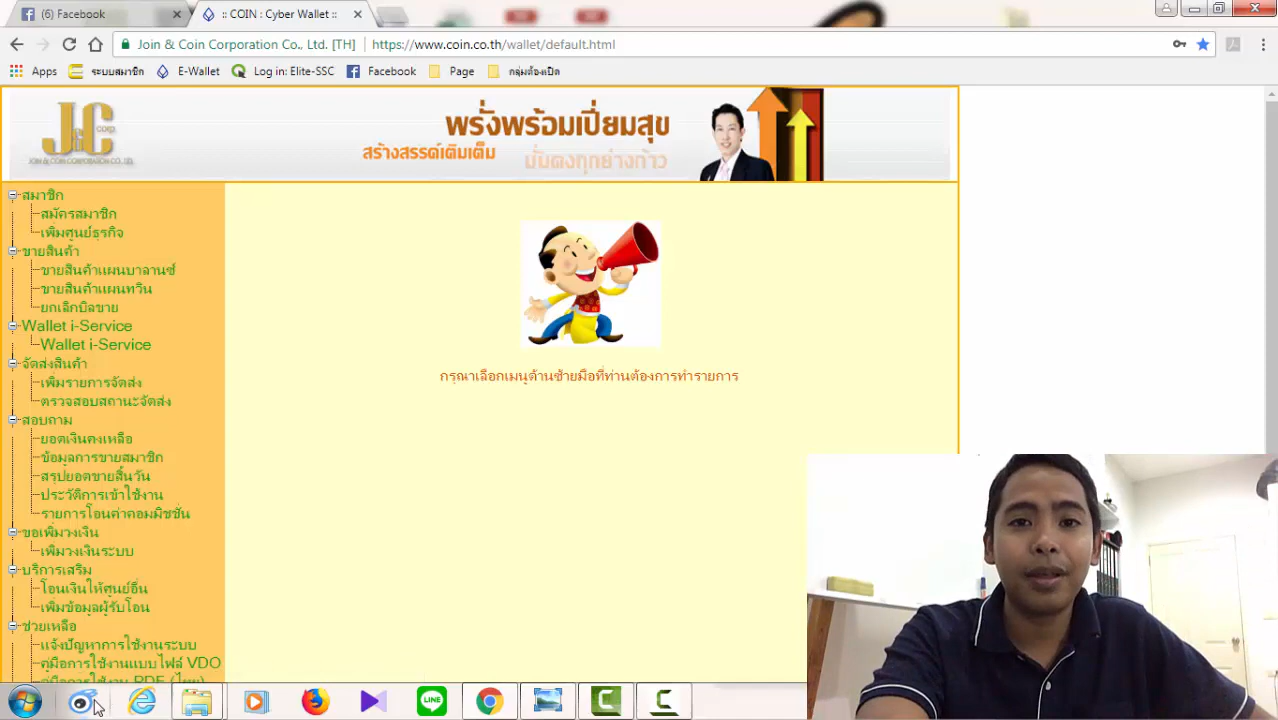 (6) Facebook
:: COIN : Cyber Wallet ::
Join & Coin Corporation Co., Ltd. [TH] https://www.coin.co.th/wallet/default.html
Apps ระบบสมาชิก E-Wallet Log in: Elite-SSC Facebook Page กลุ่มต้องเปิด
J&C corp.
JOIN & COIN CORPORATION CO., LTD.
พรั่งพร้อมเปี่ยมสุข
สร้างสรรค์เติมเต็ม มั่นคงทุกย่างก้าว
สมาชิก
สมัครสมาชิก
เพิ่มศูนย์ธุรกิจ
ขายสินค้า
ขายสินค้าแผนบาลานซ์
ขายสินค้าแผนทวิน
ยกเลิกบิลขาย
Wallet i-Service
Wallet i-Service
จัดส่งสินค้า
เพิ่มรายการจัดส่ง
ตรวจสอบสถานะจัดส่ง
สอบถาม
ยอดเงินคงเหลือ
ข้อมูลการขายสมาชิก
สรุปยอดขายสิ้นวัน
ประวัติการเข้าใช้งาน
รายการโอนค่าคอมมิชชั่น
ขอเพิ่มวงเงิน
เพิ่มวงเงินระบบ
บริการเสริม
โอนเงินให้ศูนย์อื่น
เพิ่มข้อมูลผู้รับโอน
ช่วยเหลือ
แจ้งปัญหาการใช้งานระบบ
คู่มือการใช้งานแบบไฟล์ VDO
คู่มือการใช้งาน PDF (ไทย)
กรุณาเลือกเมนูด้านซ้ายมือที่ท่านต้องการทำรายการ
LINE